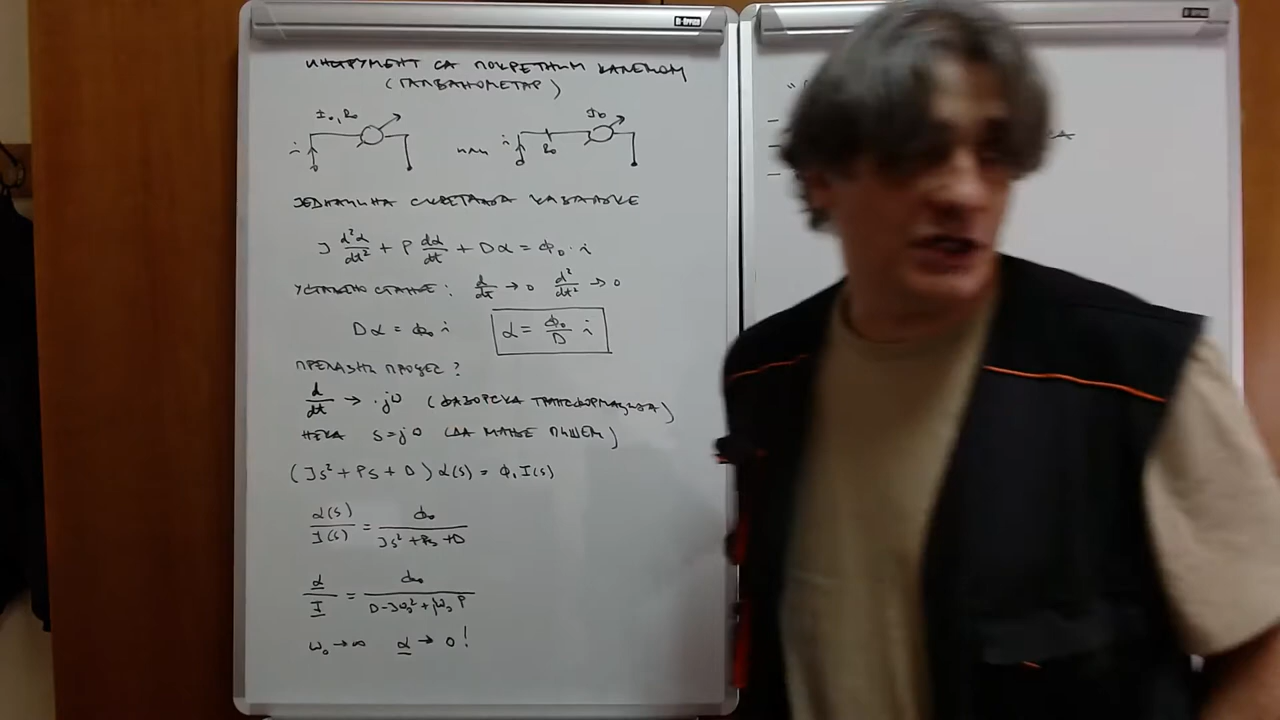 ИНСТРУМЕНТ СА ПОКРЕТНИМ КАЛЕМОМ
(ГАЛВАНОМЕТАР)
I₀, R₀
i
или
i
R₀
I₀
ЈЕДНАЧИНА СКРЕТАЊА КАЗАЉКЕ
J d²α/dt² + P dα/dt + Dα = Φ₀ · i
УСТАЉЕНО СТАЊЕ: d/dt → 0 d²/dt² → 0
Dα = Φ₀ i α = Φ₀/D i
ПРЕЛАЗНИ ПРОЦЕС?
d/dt → jω (ФАЗОРСКА ТРАНСФОРМАЦИЈА)
НЕКА s = jω (ДА МАЊЕ ПИШЕМ)
(Js² + Ps + D) α(s) = Φ₀ I(s)
α(s)/I(s) = Φ₀/(Js² + Ps + D)
α/I = Φ₀/(D - Jω₀² + jω₀ P)
ω₀ → ∞ α → 0!